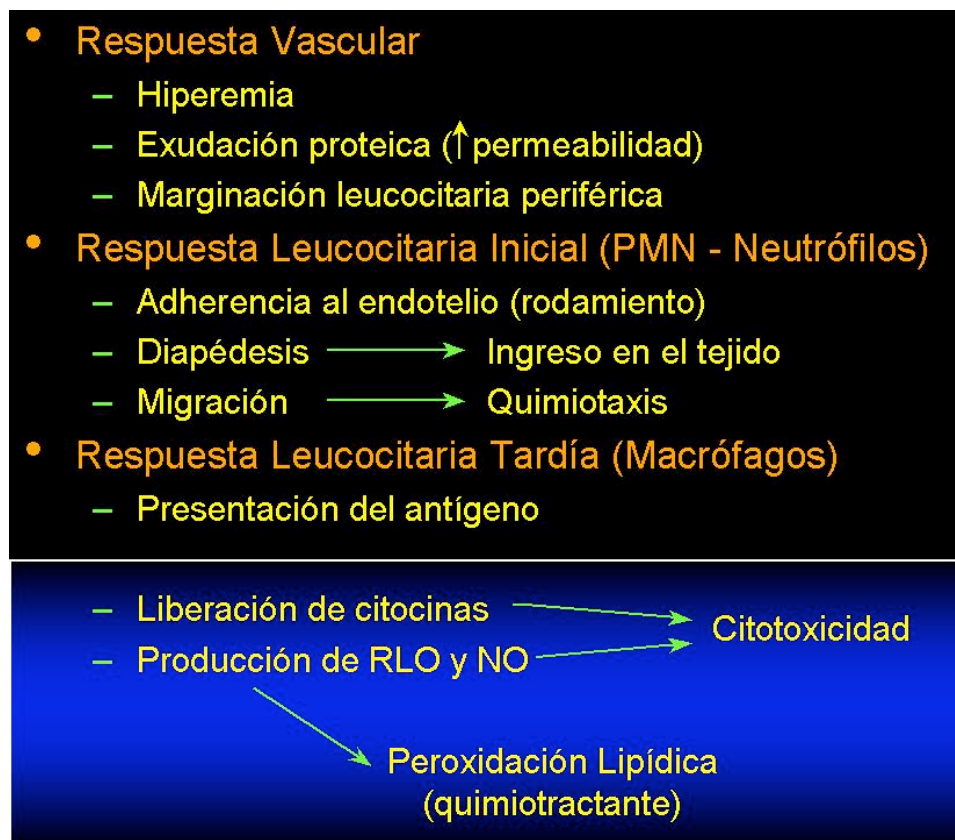 • Respuesta Vascular
– Hiperemia
– Exudación proteica (↑permeabilidad)
– Marginación leucocitaria periférica
• Respuesta Leucocitaria Inicial (PMN - Neutrófilos)
– Adherencia al endotelio (rodamiento)
– Diapédesis → Ingreso en el tejido
– Migración → Quimiotaxis
• Respuesta Leucocitaria Tardía (Macrófagos)
– Presentación del antígeno
– Liberación de citocinas
Citotoxicidad
– Producción de RLO y NO
Peroxidación Lipídica
(quimiotractante)